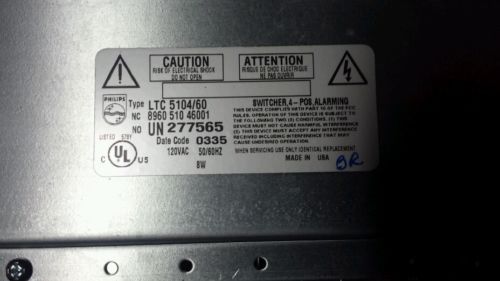 CAUTION
RISK OF ELECTRICAL SHOCK
DO NOT OPEN
ATTENTION
RISQUE DE CHOC ELECTRIQUE
NE PAS OUVRIR
PHILIPS
Type LTC 5104/60
NC 8960 510 46001
NO UN 277565
Date Code 0335
120VAC 50/60HZ
8W
LISTED 578Y
C UL US
SWITCHER,4-POS,ALARMING
THIS DEVICE COMPLIES WITH PART 15 OF THE FCC
RULES. OPERATION OF THIS DEVICE IS SUBJECT TO
THE FOLLOWING TWO CONDITIONS. (1) THIS
DEVICE MUST NOT CAUSE HARMFUL INTERFERENCE
(2) THIS DEVICE MUST ACCEPT ANY INTERFERENCE
RECEIVED INCLUDING INTERFERENCE THAT MAY
CAUSE UNDESIRED OPERATION.
WHEN SERVICING USE ONLY IDENTICAL REPLACEMENT
MADE IN USA
BR